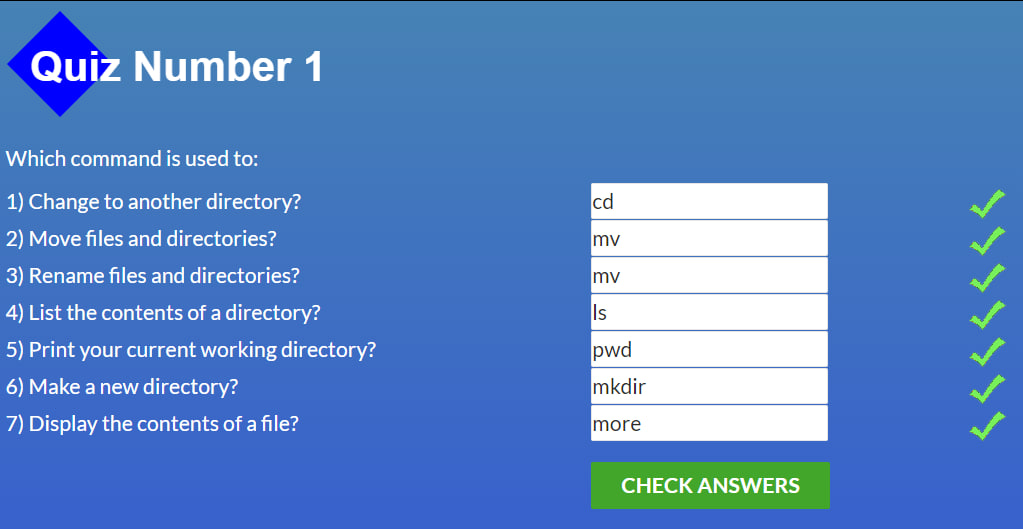 Quiz Number 1
Which command is used to:
1) Change to another directory? cd
2) Move files and directories? mv
3) Rename files and directories? mv
4) List the contents of a directory? ls
5) Print your current working directory? pwd
6) Make a new directory? mkdir
7) Display the contents of a file? more
CHECK ANSWERS